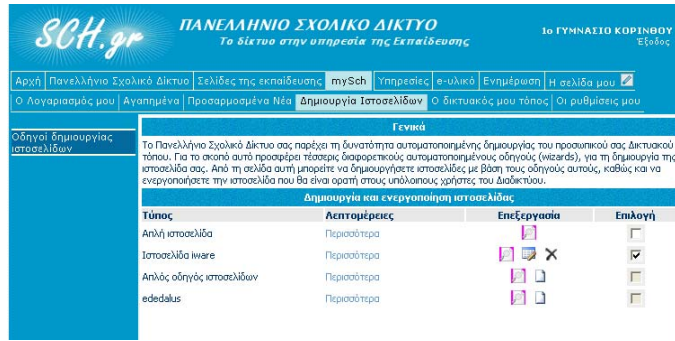 SCH.gr
ΠΑΝΕΛΛΗΝΙΟ ΣΧΟΛΙΚΟ ΔΙΚΤΥΟ
Το δίκτυο στην υπηρεσία της Εκπαίδευσης
1ο ΓΥΜΝΑΣΙΟ ΚΟΡΙΝΘΟΥ
Έξοδος
Αρχή Πανελλήνιο Σχολικό Δίκτυο Σελίδες της εκπαίδευσης mySch Υπηρεσίες e-υλικό Ενημέρωση Η σελίδα μου
Ο Λογαριασμός μου Αγαπημένα Προσαρμοσμένα Νέα Δημιουργία Ιστοσελίδων Ο δικτυακός μου τόπος Οι ρυθμίσεις μου
Οδηγοί δημιουργίας
ιστοσελίδων
Γενικά
Το Πανελλήνιο Σχολικό Δίκτυο σας παρέχει τη δυνατότητα αυτοματοποιημένης δημιουργίας του προσωπικού σας Δικτυακού
τόπου. Για το σκοπό αυτό προσφέρει τέσσερις διαφορετικούς αυτοματοποιημένους οδηγούς (wizards), για τη δημιουργία της
ιστοσελίδα σας. Από τη σελίδα αυτή μπορείτε να δημιουργήσετε ιστοσελίδες με βάση τους οδηγούς αυτούς, καθώς και να
ενεργοποιήσετε την ιστοσελίδα που θα είναι ορατή στους υπόλοιπους χρήστες του Διαδικτύου.
Δημιουργία και ενεργοποίηση ιστοσελίδας
Τύπος Λεπτομέρειες Επεξεργασία Επιλογή
Απλή ιστοσελίδα Περισσότερα
Ιστοσελίδα iware Περισσότερα
Απλός οδηγός ιστοσελίδων Περισσότερα
ededalus Περισσότερα